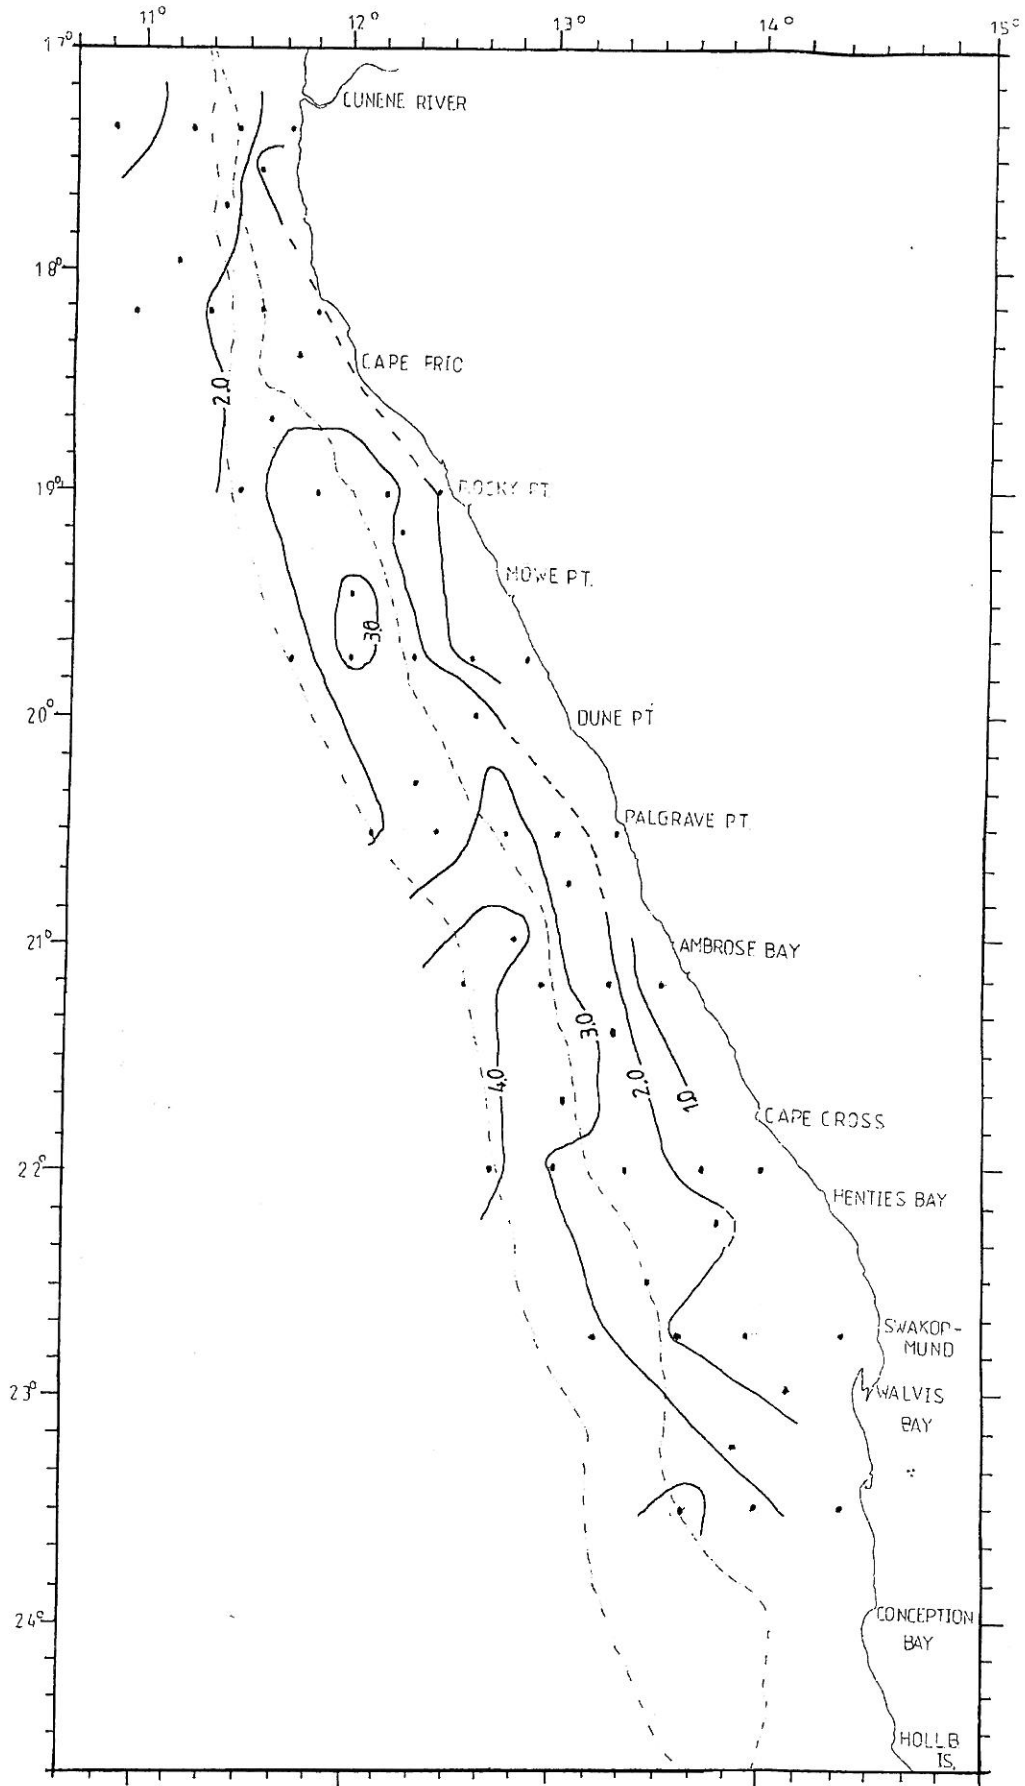 11° 12° 13° 14° 15°
17°
CUNENE RIVER
18°
CAPE FRIO
2.0
19°
ROCKY PT.
MOWE PT.
3.0
20°
DUNE PT
PALGRAVE PT.
21°
AMBROSE BAY
3.0
4.0
2.0
1.0
CAPE CROSS
22°
HENTIES BAY
SWAKOP-
MUND
23°
WALVIS
BAY
24°
CONCEPTION
BAY
HOLL.B
IS.